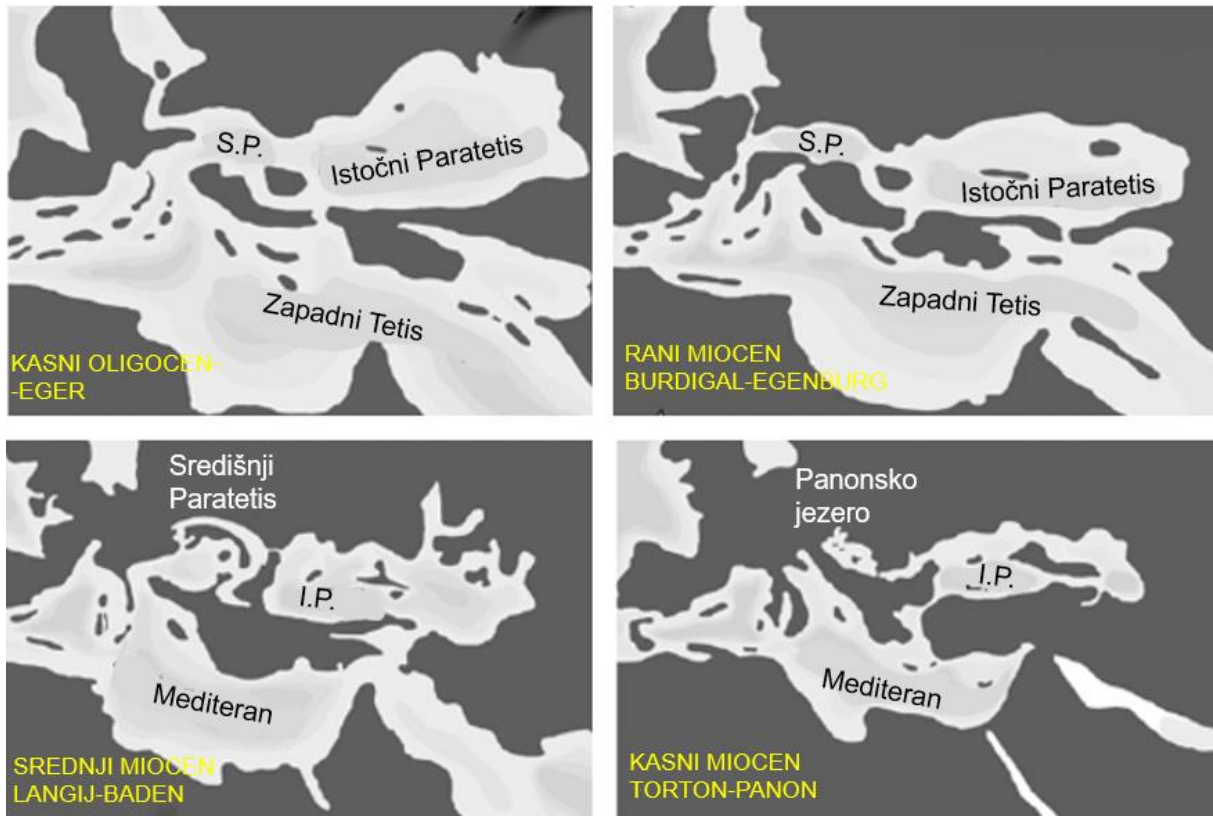 S.P.
Istočni Paratetis
Zapadni Tetis
KASNI OLIGOCEN-
-EGER
S.P.
Istočni Paratetis
Zapadni Tetis
RANI MIOCEN
BURDIGAL-EGENBURG
Središnji
Paratetis
I.P.
Mediteran
SREDNJI MIOCEN
LANGIJ-BADEN
Panonsko
jezero
I.P.
Mediteran
KASNI MIOCEN
TORTON-PANON